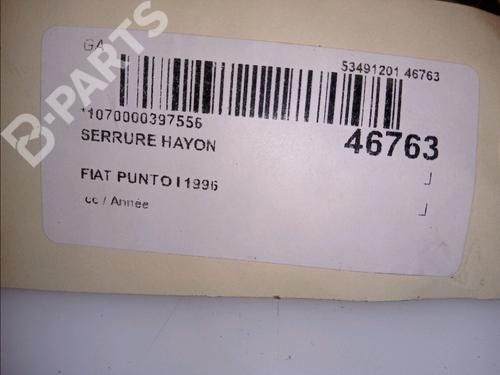 GA
53491201 46763
*1070000397556
46763
SERRURE HAYON
FIAT PUNTO I 1996
cc / Année
B-PARTS